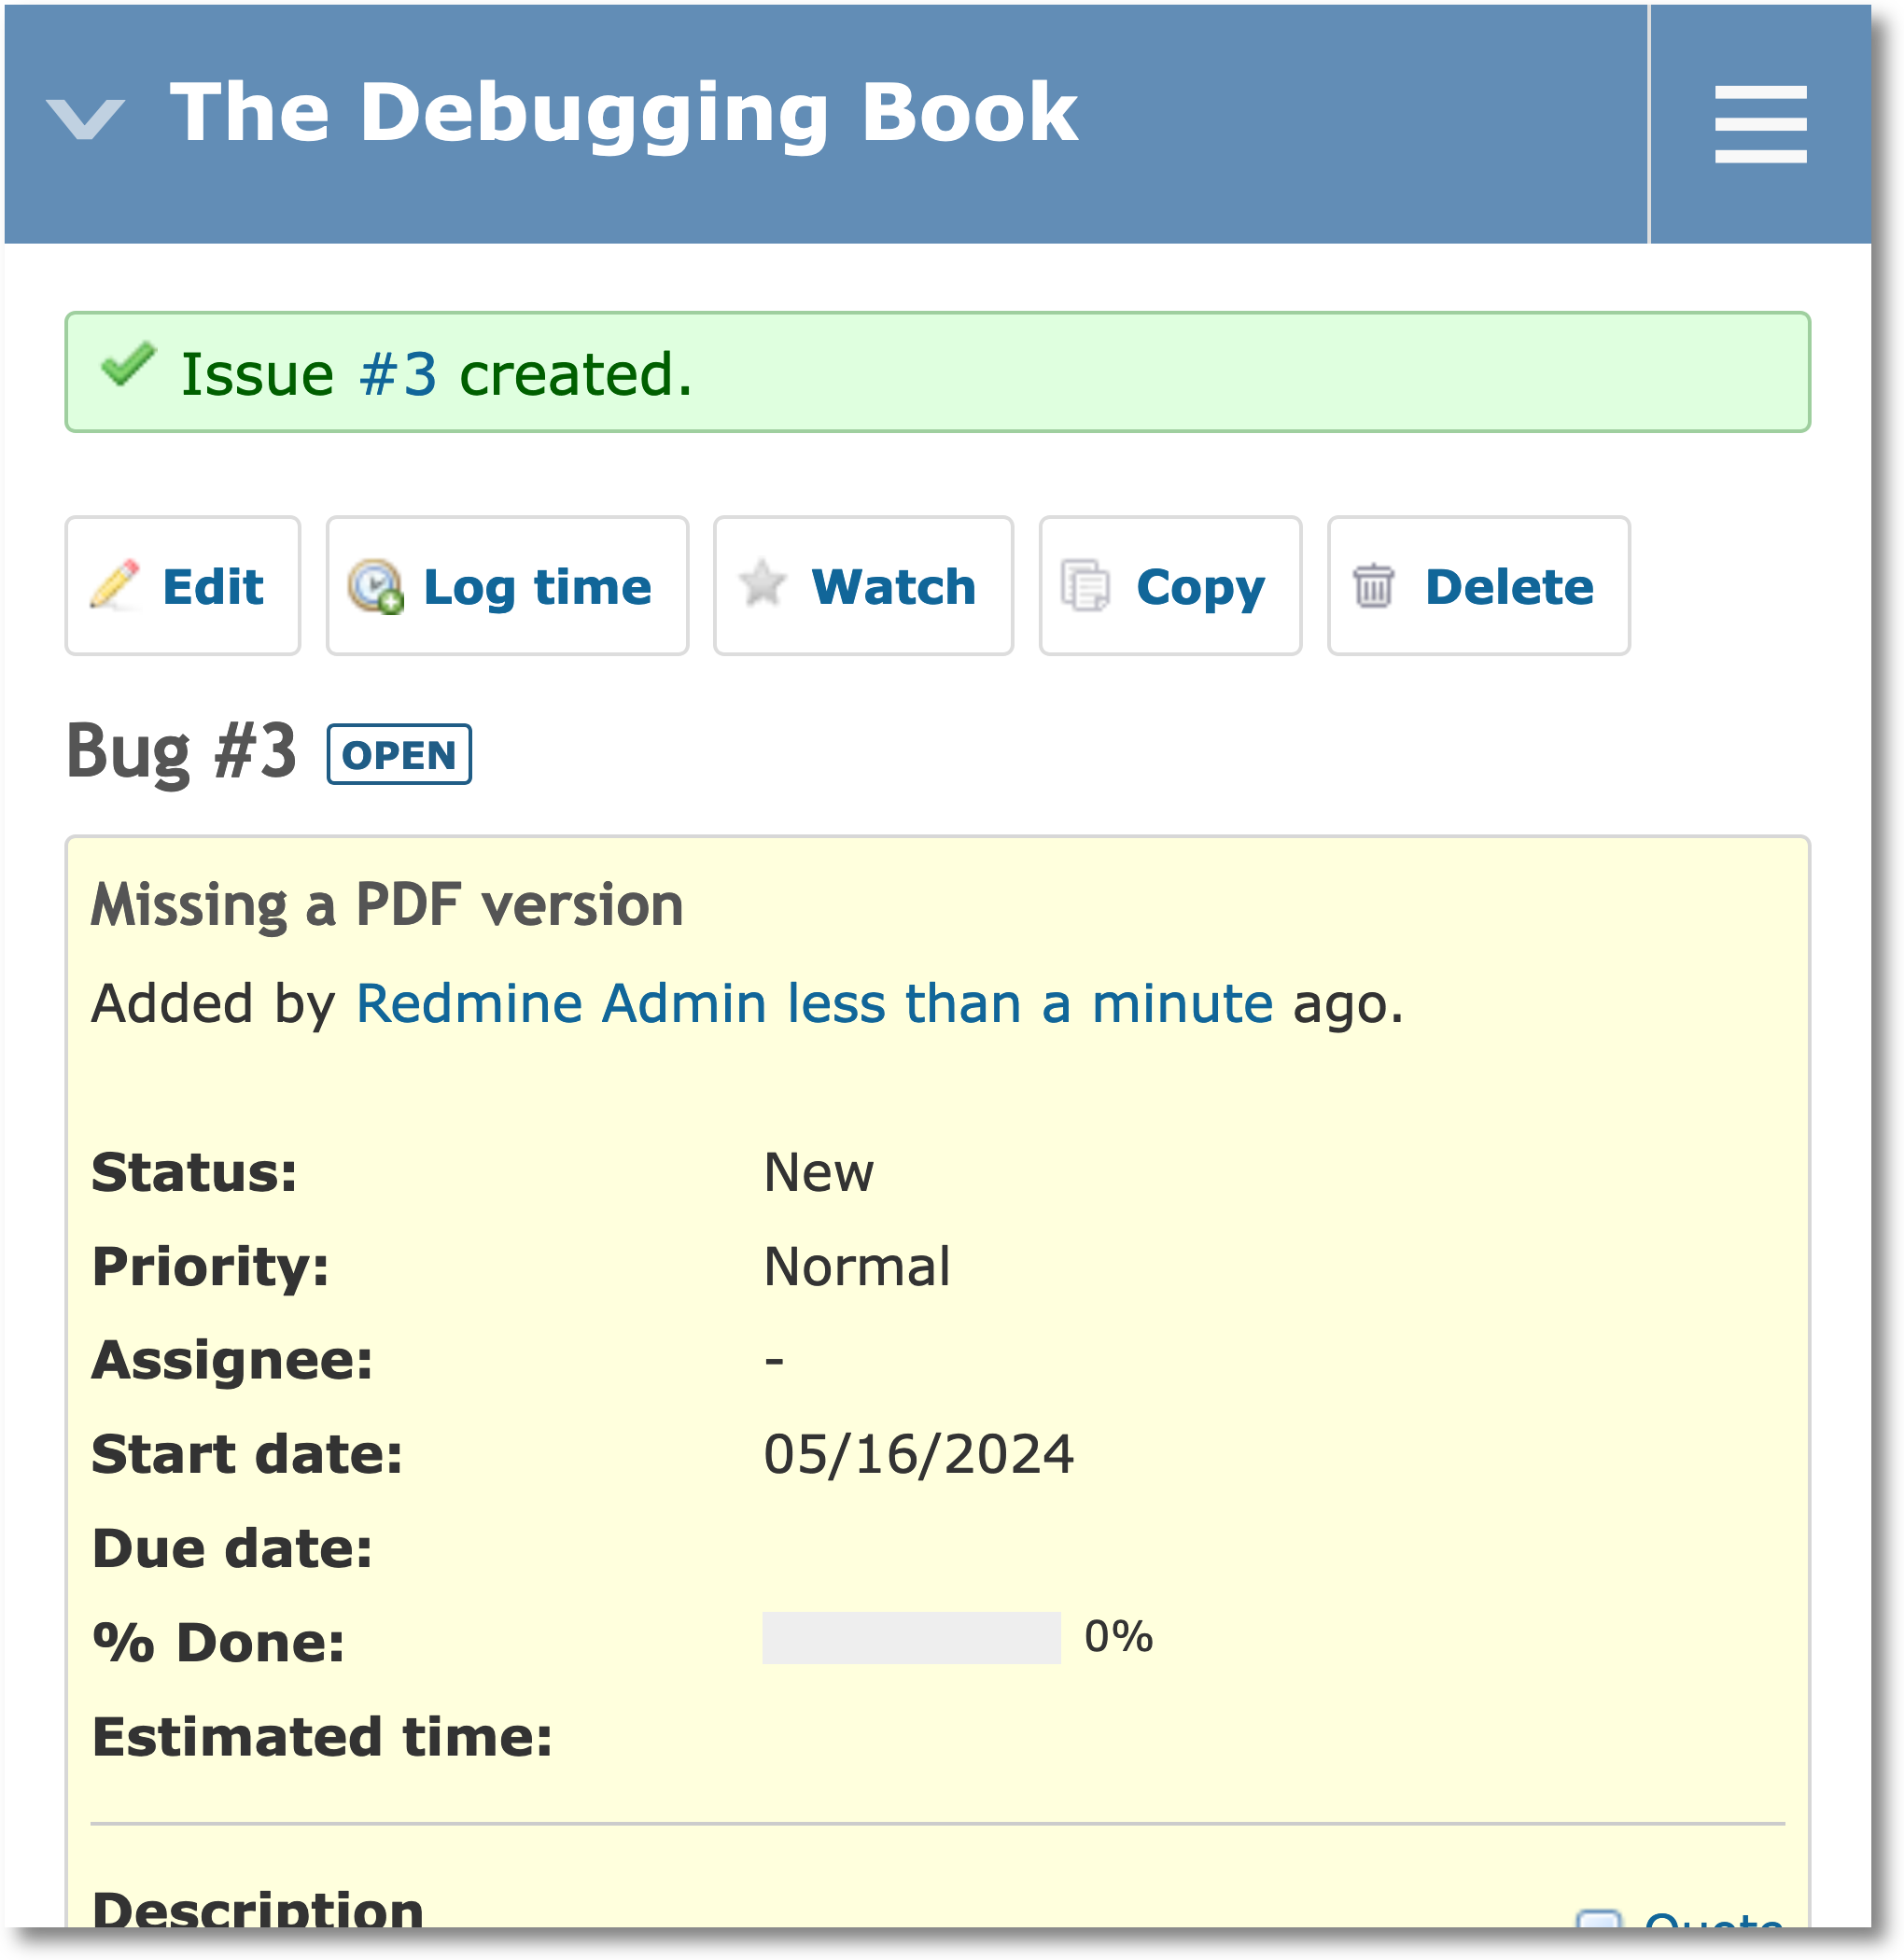 The Debugging Book
Issue #3 created.
Edit Log time Watch Copy Delete
Bug #3 OPEN
Missing a PDF version
Added by Redmine Admin less than a minute ago.
Status: New
Priority: Normal
Assignee: -
Start date: 05/16/2024
Due date:
% Done: 0%
Estimated time:
Description Quote